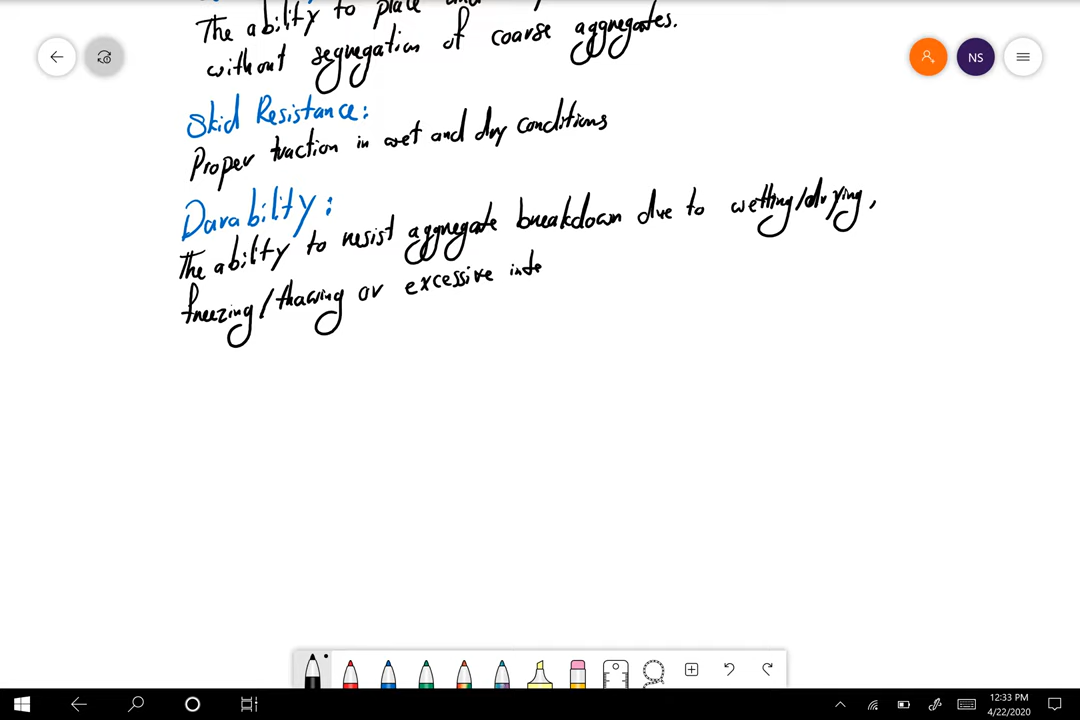 The ability to place and
without segregation of coarse aggregates.
NS
Skid Resistance:
Proper traction in wet and dry conditions
Durability:
The ability to resist aggregate breakdown due to wetting/drying,
freezing/thawing or excessive inte
12:33 PM
4/22/2020